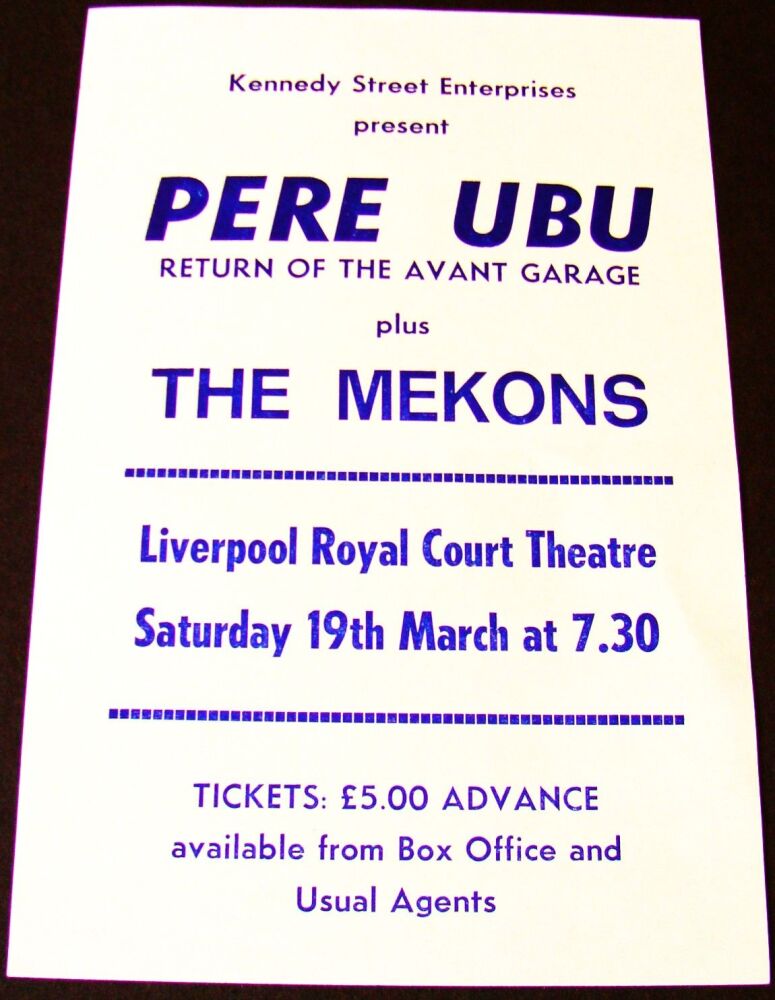 Kennedy Street Enterprises
present
PERE UBU
RETURN OF THE AVANT GARAGE
plus
THE MEKONS
Liverpool Royal Court Theatre
Saturday 19th March at 7.30
TICKETS: £5.00 ADVANCE
available from Box Office and
Usual Agents